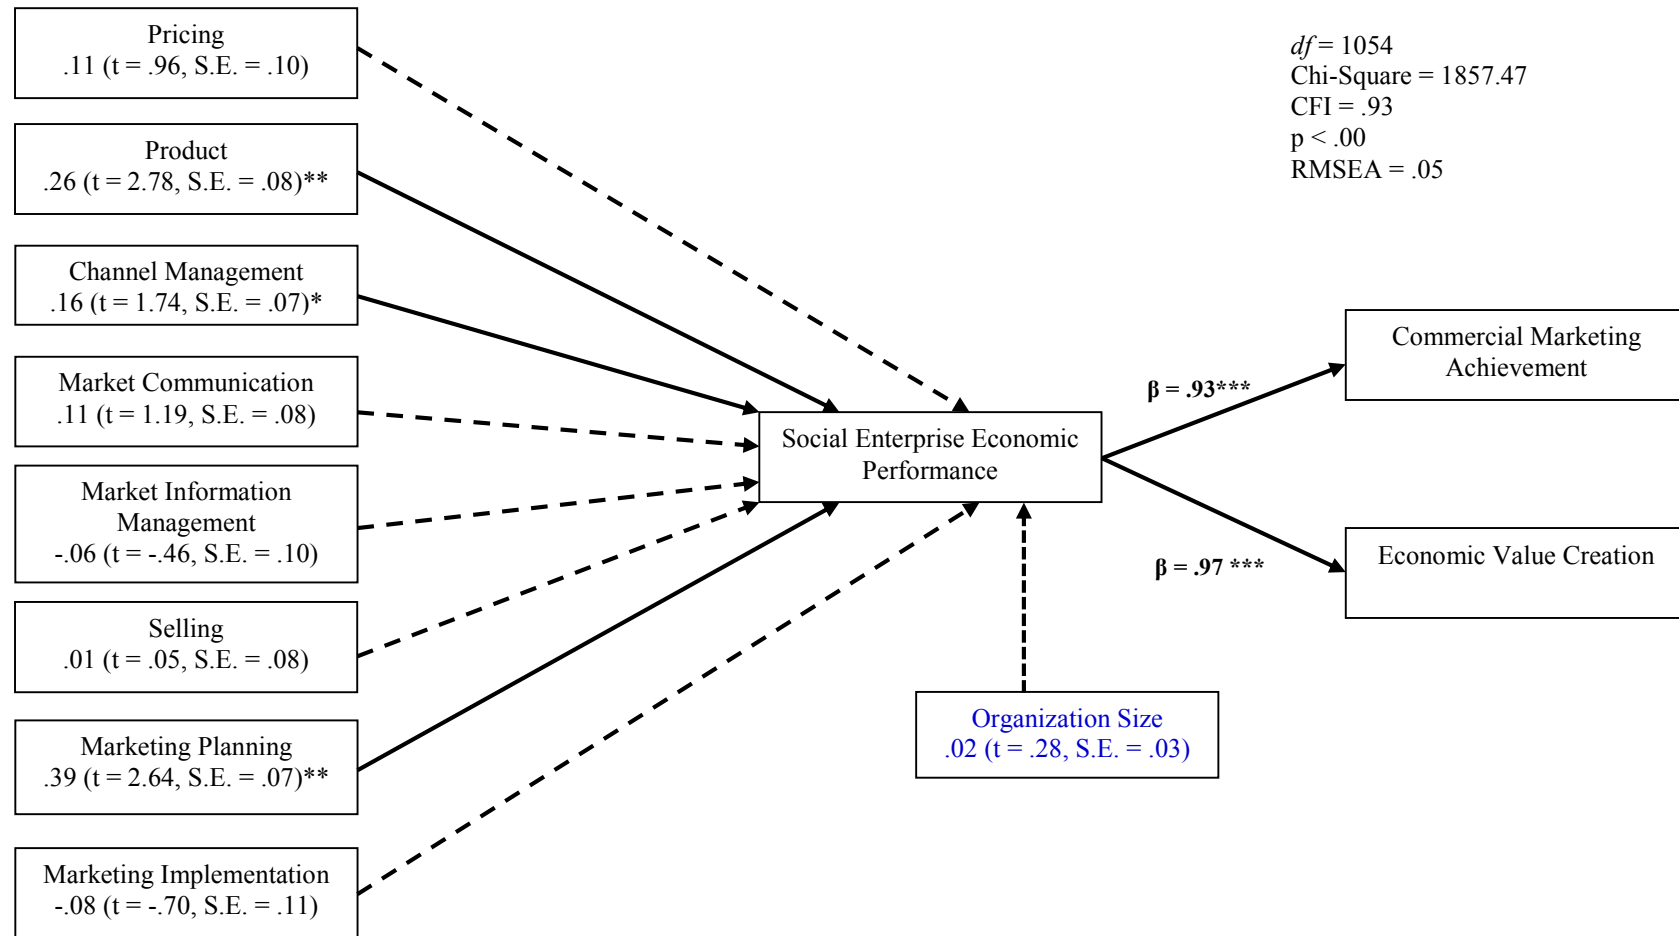 Pricing
.11 (t = .96, S.E. = .10)
Product
.26 (t = 2.78, S.E. = .08)**
Channel Management
.16 (t = 1.74, S.E. = .07)*
Market Communication
.11 (t = 1.19, S.E. = .08)
Market Information
Management
-.06 (t = -.46, S.E. = .10)
Selling
.01 (t = .05, S.E. = .08)
Marketing Planning
.39 (t = 2.64, S.E. = .07)**
Marketing Implementation
-.08 (t = -.70, S.E. = .11)
Social Enterprise Economic
Performance
Organization Size
.02 (t = .28, S.E. = .03)
df = 1054
Chi-Square = 1857.47
CFI = .93
p < .00
RMSEA = .05
β = .93***
Commercial Marketing
Achievement
β = .97 ***
Economic Value Creation